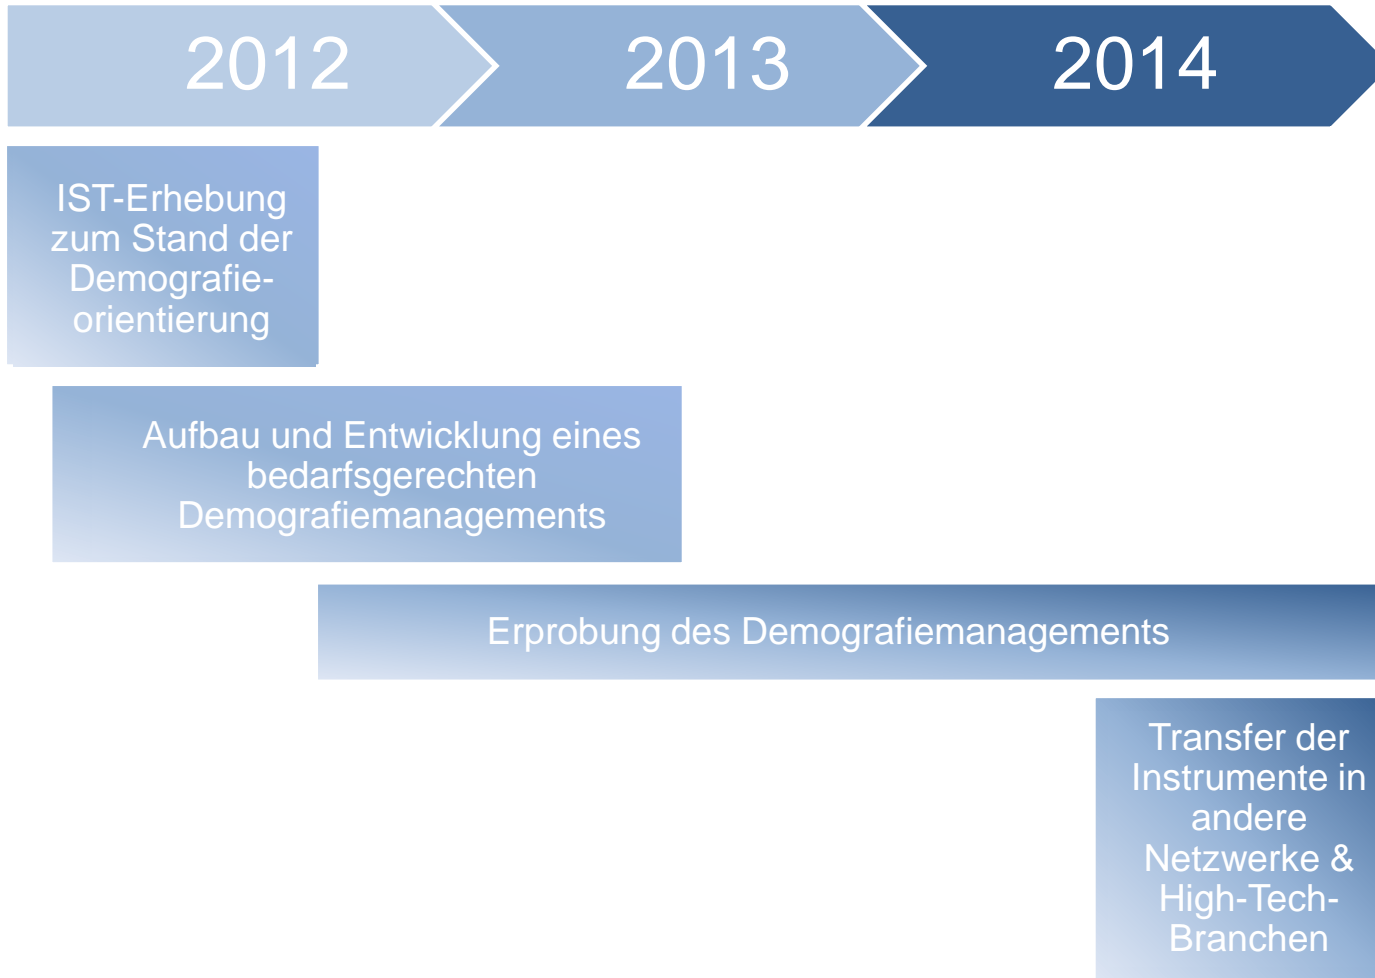 2012 2013 2014
IST-Erhebung
zum Stand der
Demografie-
orientierung
Aufbau und Entwicklung eines
bedarfsgerechten
Demografiemanagements
Erprobung des Demografiemanagements
Transfer der
Instrumente in
andere
Netzwerke &
High-Tech-
Branchen